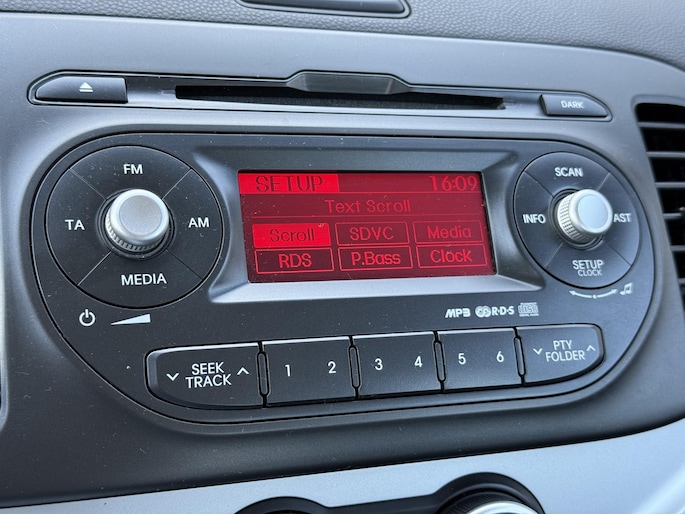 DARK
FM
TA
AM
MEDIA
SETUP 16:09
Text Scroll
Scroll SDVC Media
RDS P.Bass Clock
SCAN
INFO
AST
SETUP
CLOCK
MP3 R·D·S
SEEK
TRACK
1 2
3 4
5 6
PTY
FOLDER